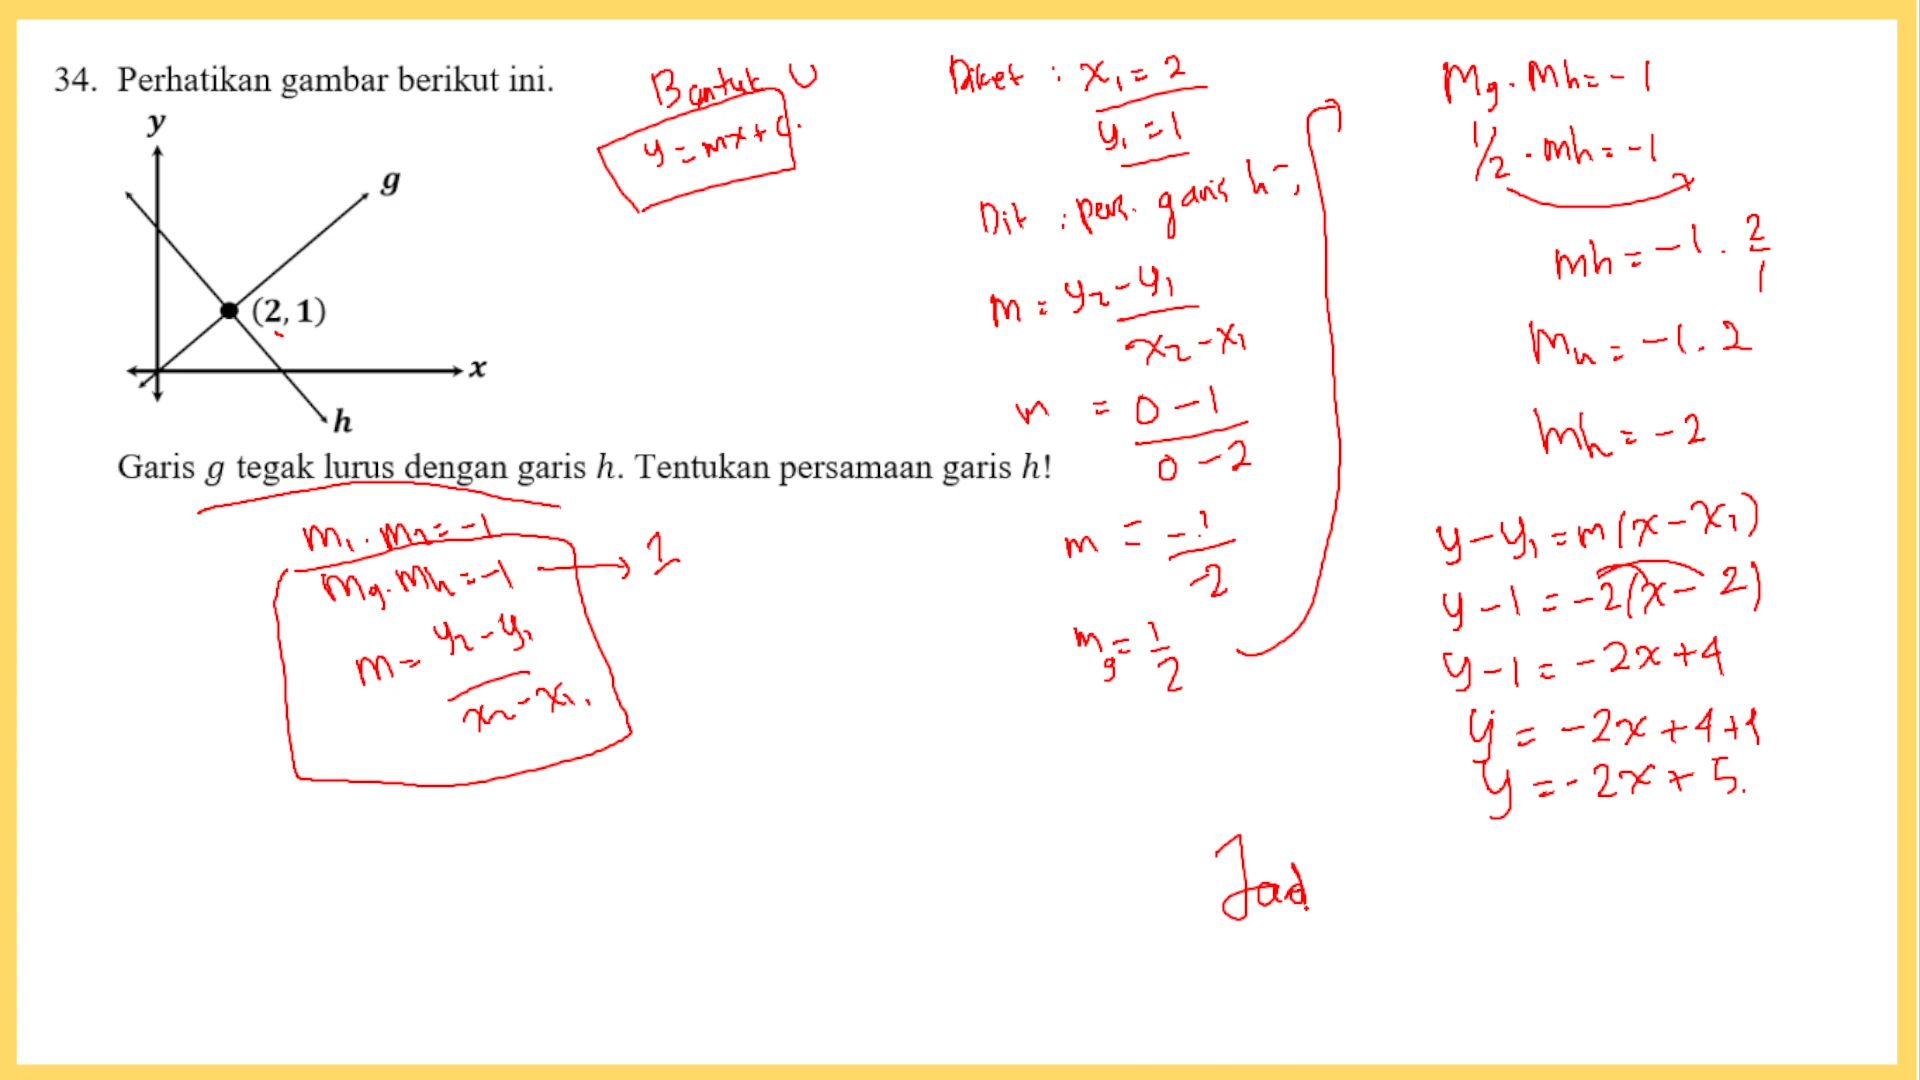 34. Perhatikan gambar berikut ini.
y
g
(2, 1)
x
h
Garis g tegak lurus dengan garis h. Tentukan persamaan garis h!
m₁ . m₂ = -1
mg . mh = -1 → 1
m = y₂ - y₁
x₂ - x₁
Bentuk U
y = mx + c.
Diket : x₁ = 2
y₁ = 1
Dit : pers. garis h =
m = y₂ - y₁
x₂ - x₁
m = 0 - 1
0 - 2
m = -1
-2
mg = 1
2
Mg . Mh = -1
1/2 . mh = -1
mh = -1 . 2
1
Mh = -1 . 2
mh = -2
y - y₁ = m(x - x₁)
y - 1 = -2(x - 2)
y - 1 = -2x + 4
y = -2x + 4 + 1
y = -2x + 5.
Jad